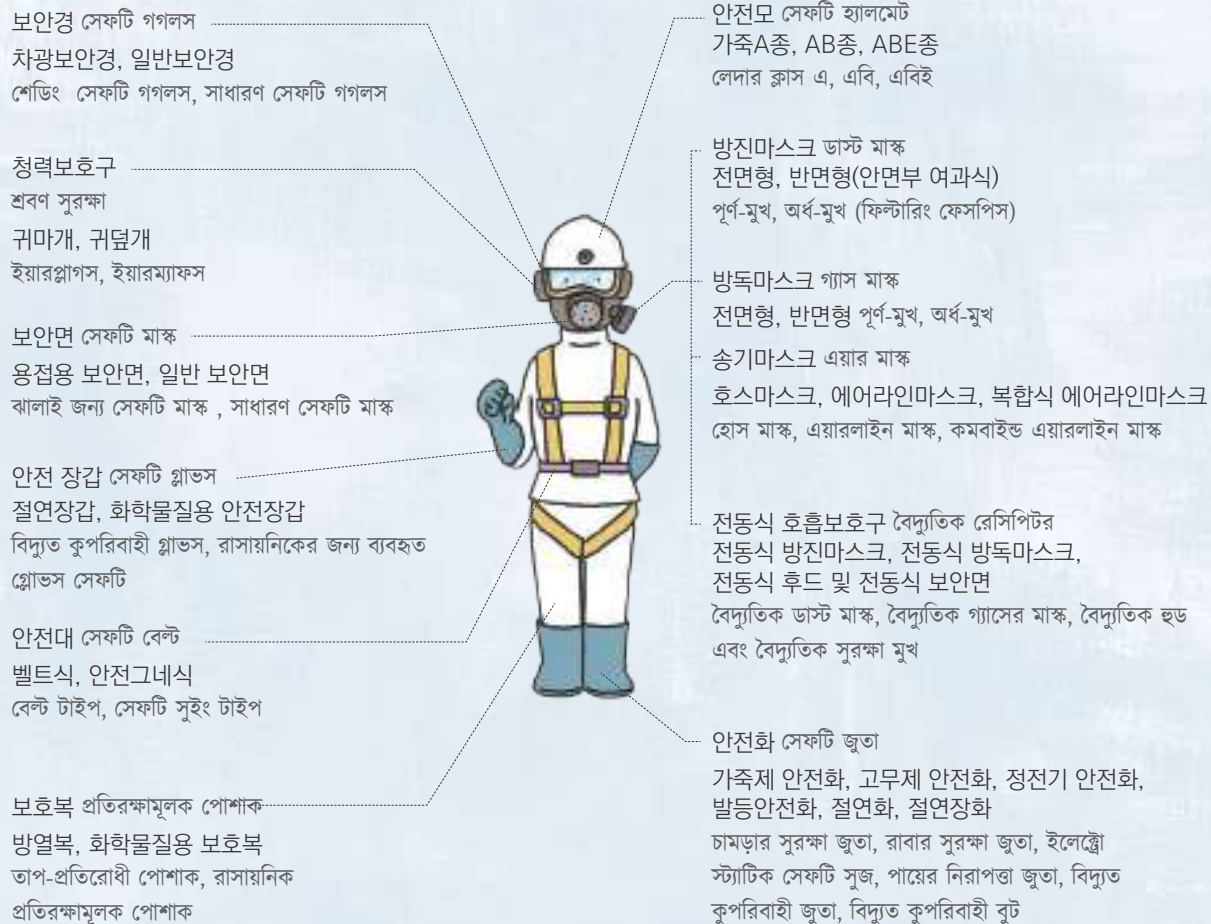 보안경 সেফটি গগলস
차광보안경, 일반보안경
শেডিং সেফটি গগলস, সাধারণ সেফটি গগলস
청력보호구
শ্রবণ সুরক্ষা
귀마개, 귀덮개
ইয়ারপ্লাগস, ইয়ারম্যাফস
보안면 সেফটি মাস্ক
용접용 보안면, 일반 보안면
ঝালাই জন্য সেফটি মাস্ক , সাধারণ সেফটি মাস্ক
안전 장갑 সেফটি গ্লাভস
절연장갑, 화학물질용 안전장갑
বিদ্যুত কুপরিবাহী গ্লাভস, রাসায়নিকের জন্য ব্যবহৃত
গ্লোভস সেফটি
안전대 সেফটি বেল্ট
벨트식, 안전그네식
বেল্ট টাইপ, সেফটি সুইং টাইপ
보호복 প্রতিরক্ষামূলক পোশাক
방열복, 화학물질용 보호복
তাপ-প্রতিরোধী পোশাক, রাসায়নিক
প্রতিরক্ষামূলক পোশাক
안전모 সেফটি হ্যালমেট
가죽A종, AB종, ABE종
লেদার ক্লাস এ, এবি, এবিই
방진마스크 ডাস্ট মাস্ক
전면형, 반면형(안면부 여과식)
পূর্ণ-মুখ, অর্ধ-মুখ (ফিল্টারিং ফেসপিস)
방독마스크 গ্যাস মাস্ক
전면형, 반면형 পূর্ণ-মুখ, অর্ধ-মুখ
송기마스크 এয়ার মাস্ক
호스마스크, 에어라인마스크, 복합식 에어라인마스크
হোস মাস্ক, এয়ারলাইন মাস্ক, কমবাইন্ড এয়ারলাইন মাস্ক
전동식 호흡보호구 বৈদ্যুতিক রেসিপিটর
전동식 방진마스크, 전동식 방독마스크,
전동식 후드 및 전동식 보안면
বৈদ্যুতিক ডাস্ট মাস্ক, বৈদ্যুতিক গ্যাসের মাস্ক, বৈদ্যুতিক হুড
এবং বৈদ্যুতিক সুরক্ষা মুখ
안전화 সেফটি জুতা
가죽제 안전화, 고무제 안전화, 정전기 안전화,
발등안전화, 절연화, 절연장화
চামড়ার সুরক্ষা জুতা, রাবার সুরক্ষা জুতা, ইলেক্ট্রো
স্ট্যাটিক সেফটি সুজ, পায়ের নিরাপত্তা জুতা, বিদ্যুত
কুপরিবাহী জুতা, বিদ্যুত কুপরিবাহী বুট